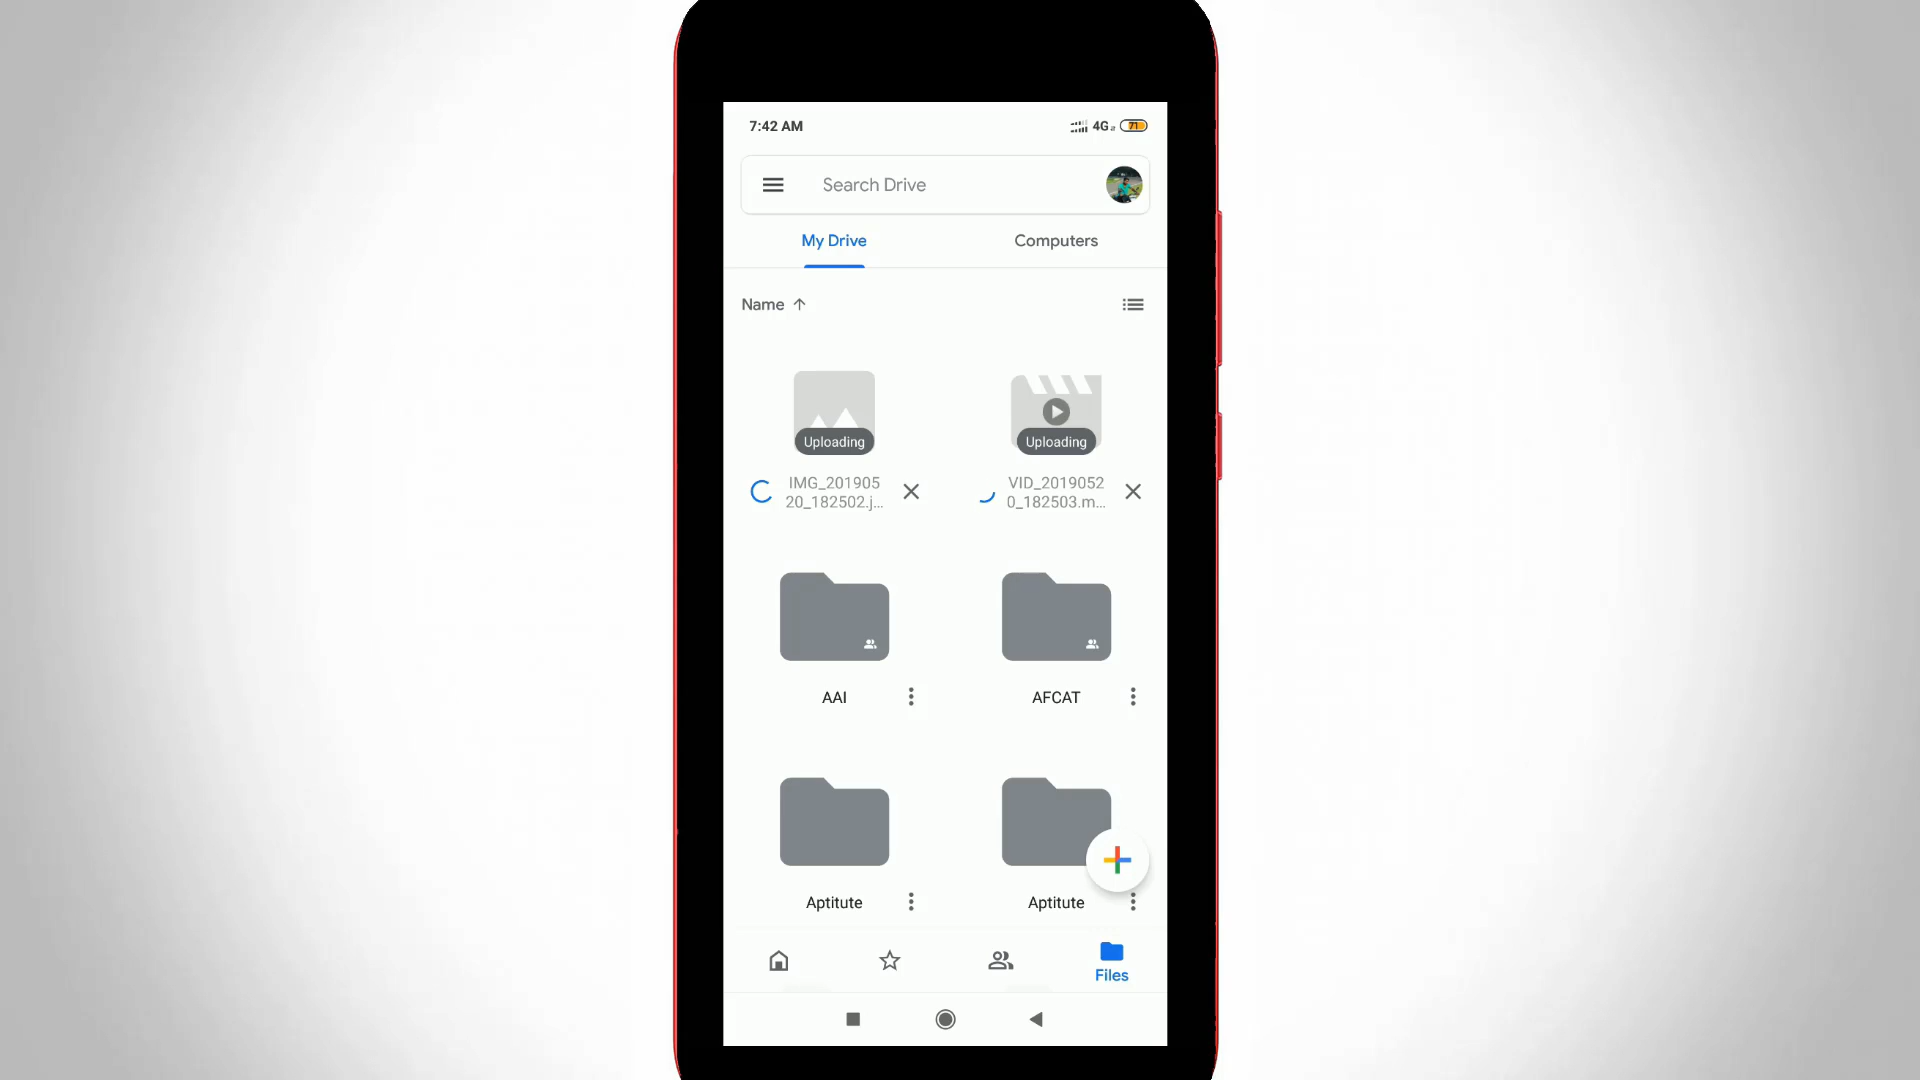 7:42 AM
4G
71
Search Drive
My Drive
Computers
Name
Uploading
Uploading
IMG_201905
20_182502.j...
VID_2019052
0_182503.m...
AAI
AFCAT
Aptitute
Aptitute
Files